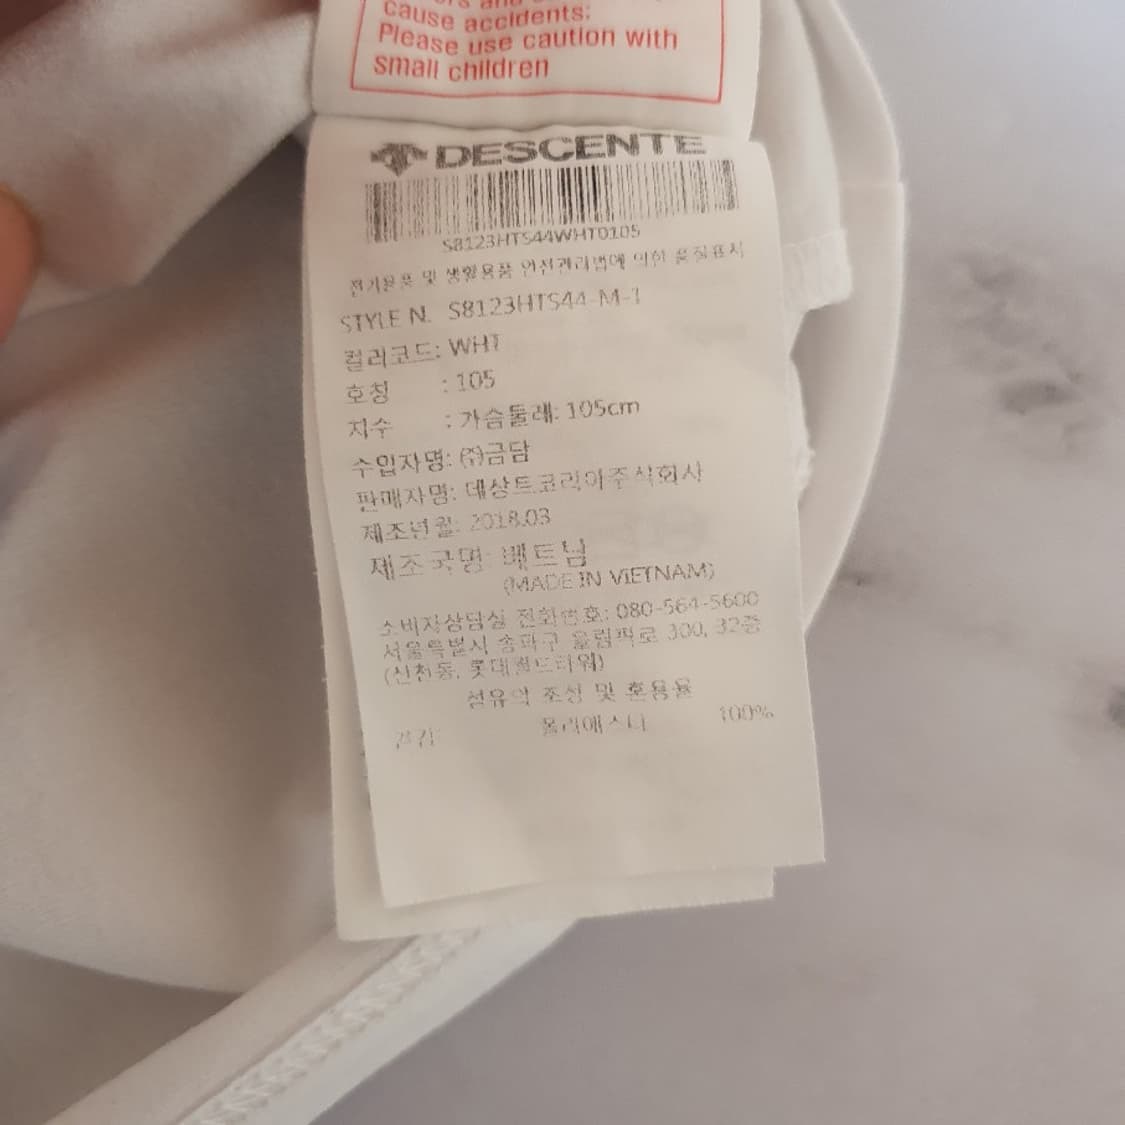 cause accidents:
Please use caution with
small children
DESCENTE
S8123HTS44WHT0105
전기용품 및 생활용품 안전관리법에 의한 품질표시
STYLE N. S8123HTS44-M-1
컬러코드: WHT
호칭 : 105
치수 : 가슴둘레: 105cm
수입자명: (주)금담
판매자명: 데상트코리아주식회사
제조년월: 2018.03
제조국명: 베트남
(MADE IN VIETNAM)
소비자상담실 전화번호: 080-564-5600
서울특별시 송파구 올림픽로 300, 32층
(신천동, 롯데월드타워)
섬유의 조성 및 혼용율
겉감: 폴리에스터 100%